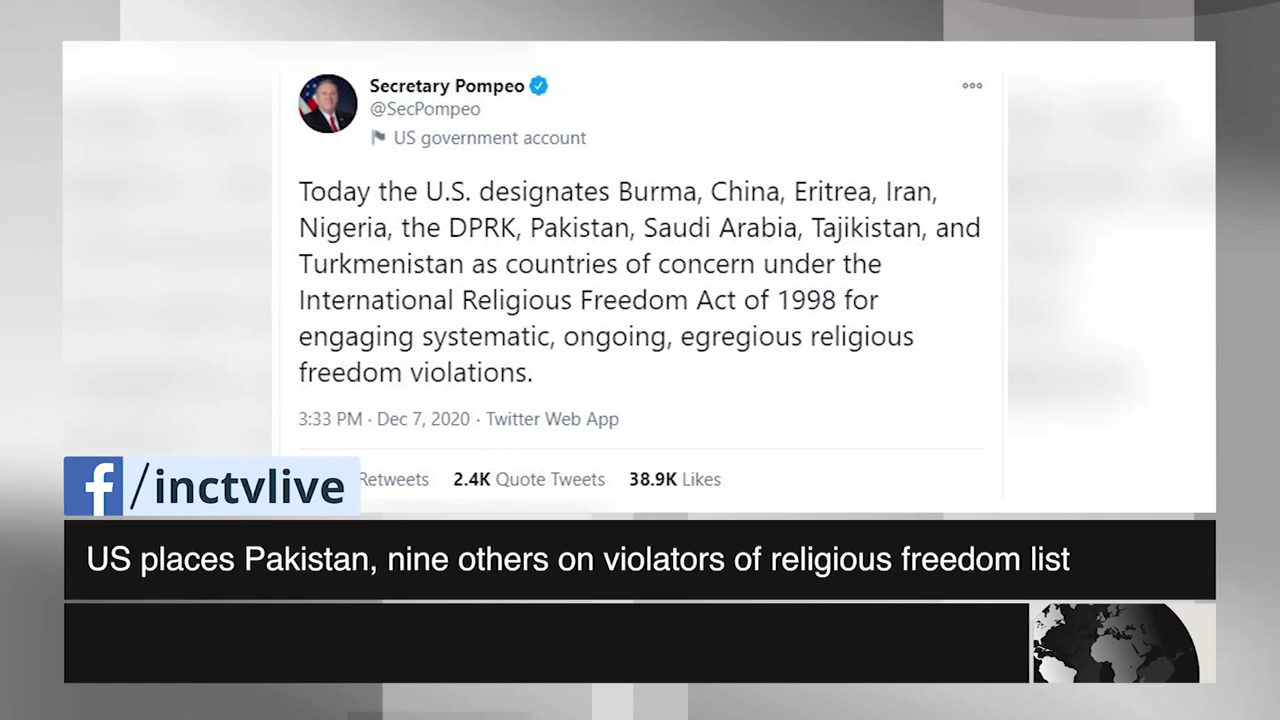 Secretary Pompeo
@SecPompeo
US government account
Today the U.S. designates Burma, China, Eritrea, Iran,
Nigeria, the DPRK, Pakistan, Saudi Arabia, Tajikistan, and
Turkmenistan as countries of concern under the
International Religious Freedom Act of 1998 for
engaging systematic, ongoing, egregious religious
freedom violations.
3:33 PM · Dec 7, 2020 · Twitter Web App
Retweets 2.4K Quote Tweets 38.9K Likes
f/inctvlive
US places Pakistan, nine others on violators of religious freedom list